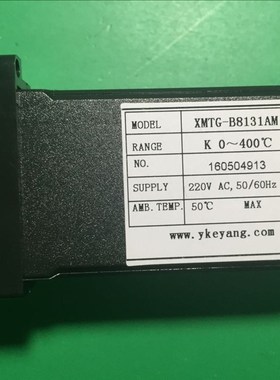 MODEL XMTG-B8131AM
RANGE K 0～400℃
NO. 160504913
SUPPLY 220V AC, 50/60Hz
AMB. TEMP. 50℃ MAX
www.ykeyang.com